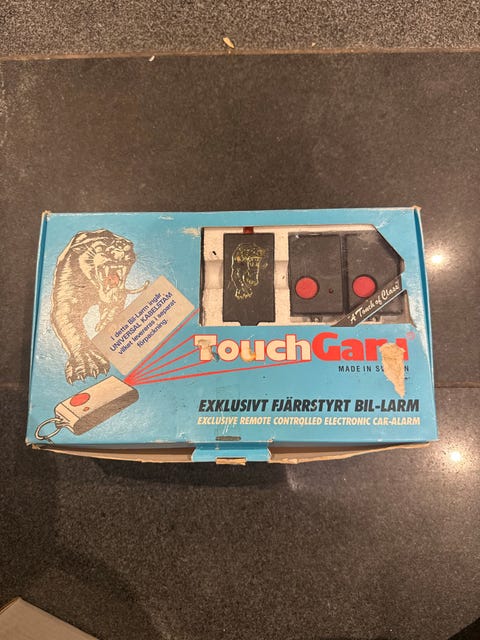 I detta Bil-Larm ingår
UNIVERSAL KABELSTAM
vilket levereras i separat
förpackning.
A Touch of Class
TouchGard
MADE IN SWEDEN
EXKLUSIVT FJÄRRSTYRT BIL-LARM
EXCLUSIVE REMOTE CONTROLLED ELECTRONIC CAR-ALARM